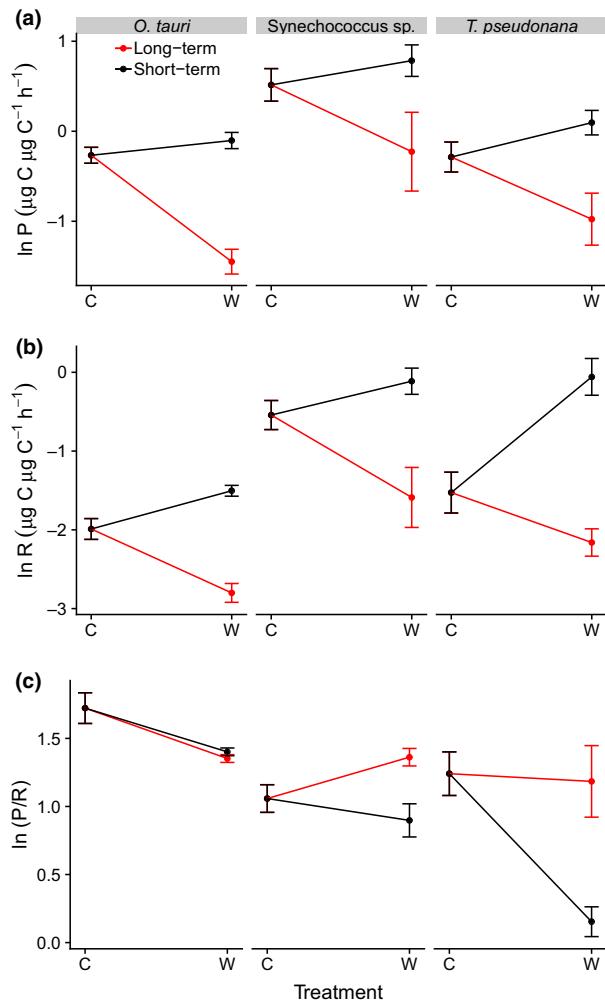 (a)
O. tauri Synechococcus sp. T. pseudonana
Long−term
Short−term
ln P (µg C µg C⁻¹ h⁻¹)
1
0
−1
C W C W C W
(b)
ln R (µg C µg C⁻¹ h⁻¹)
0
−1
−2
−3
C W C W C W
(c)
ln (P/R)
1.5
1.0
0.5
0.0
C W C W C W
Treatment